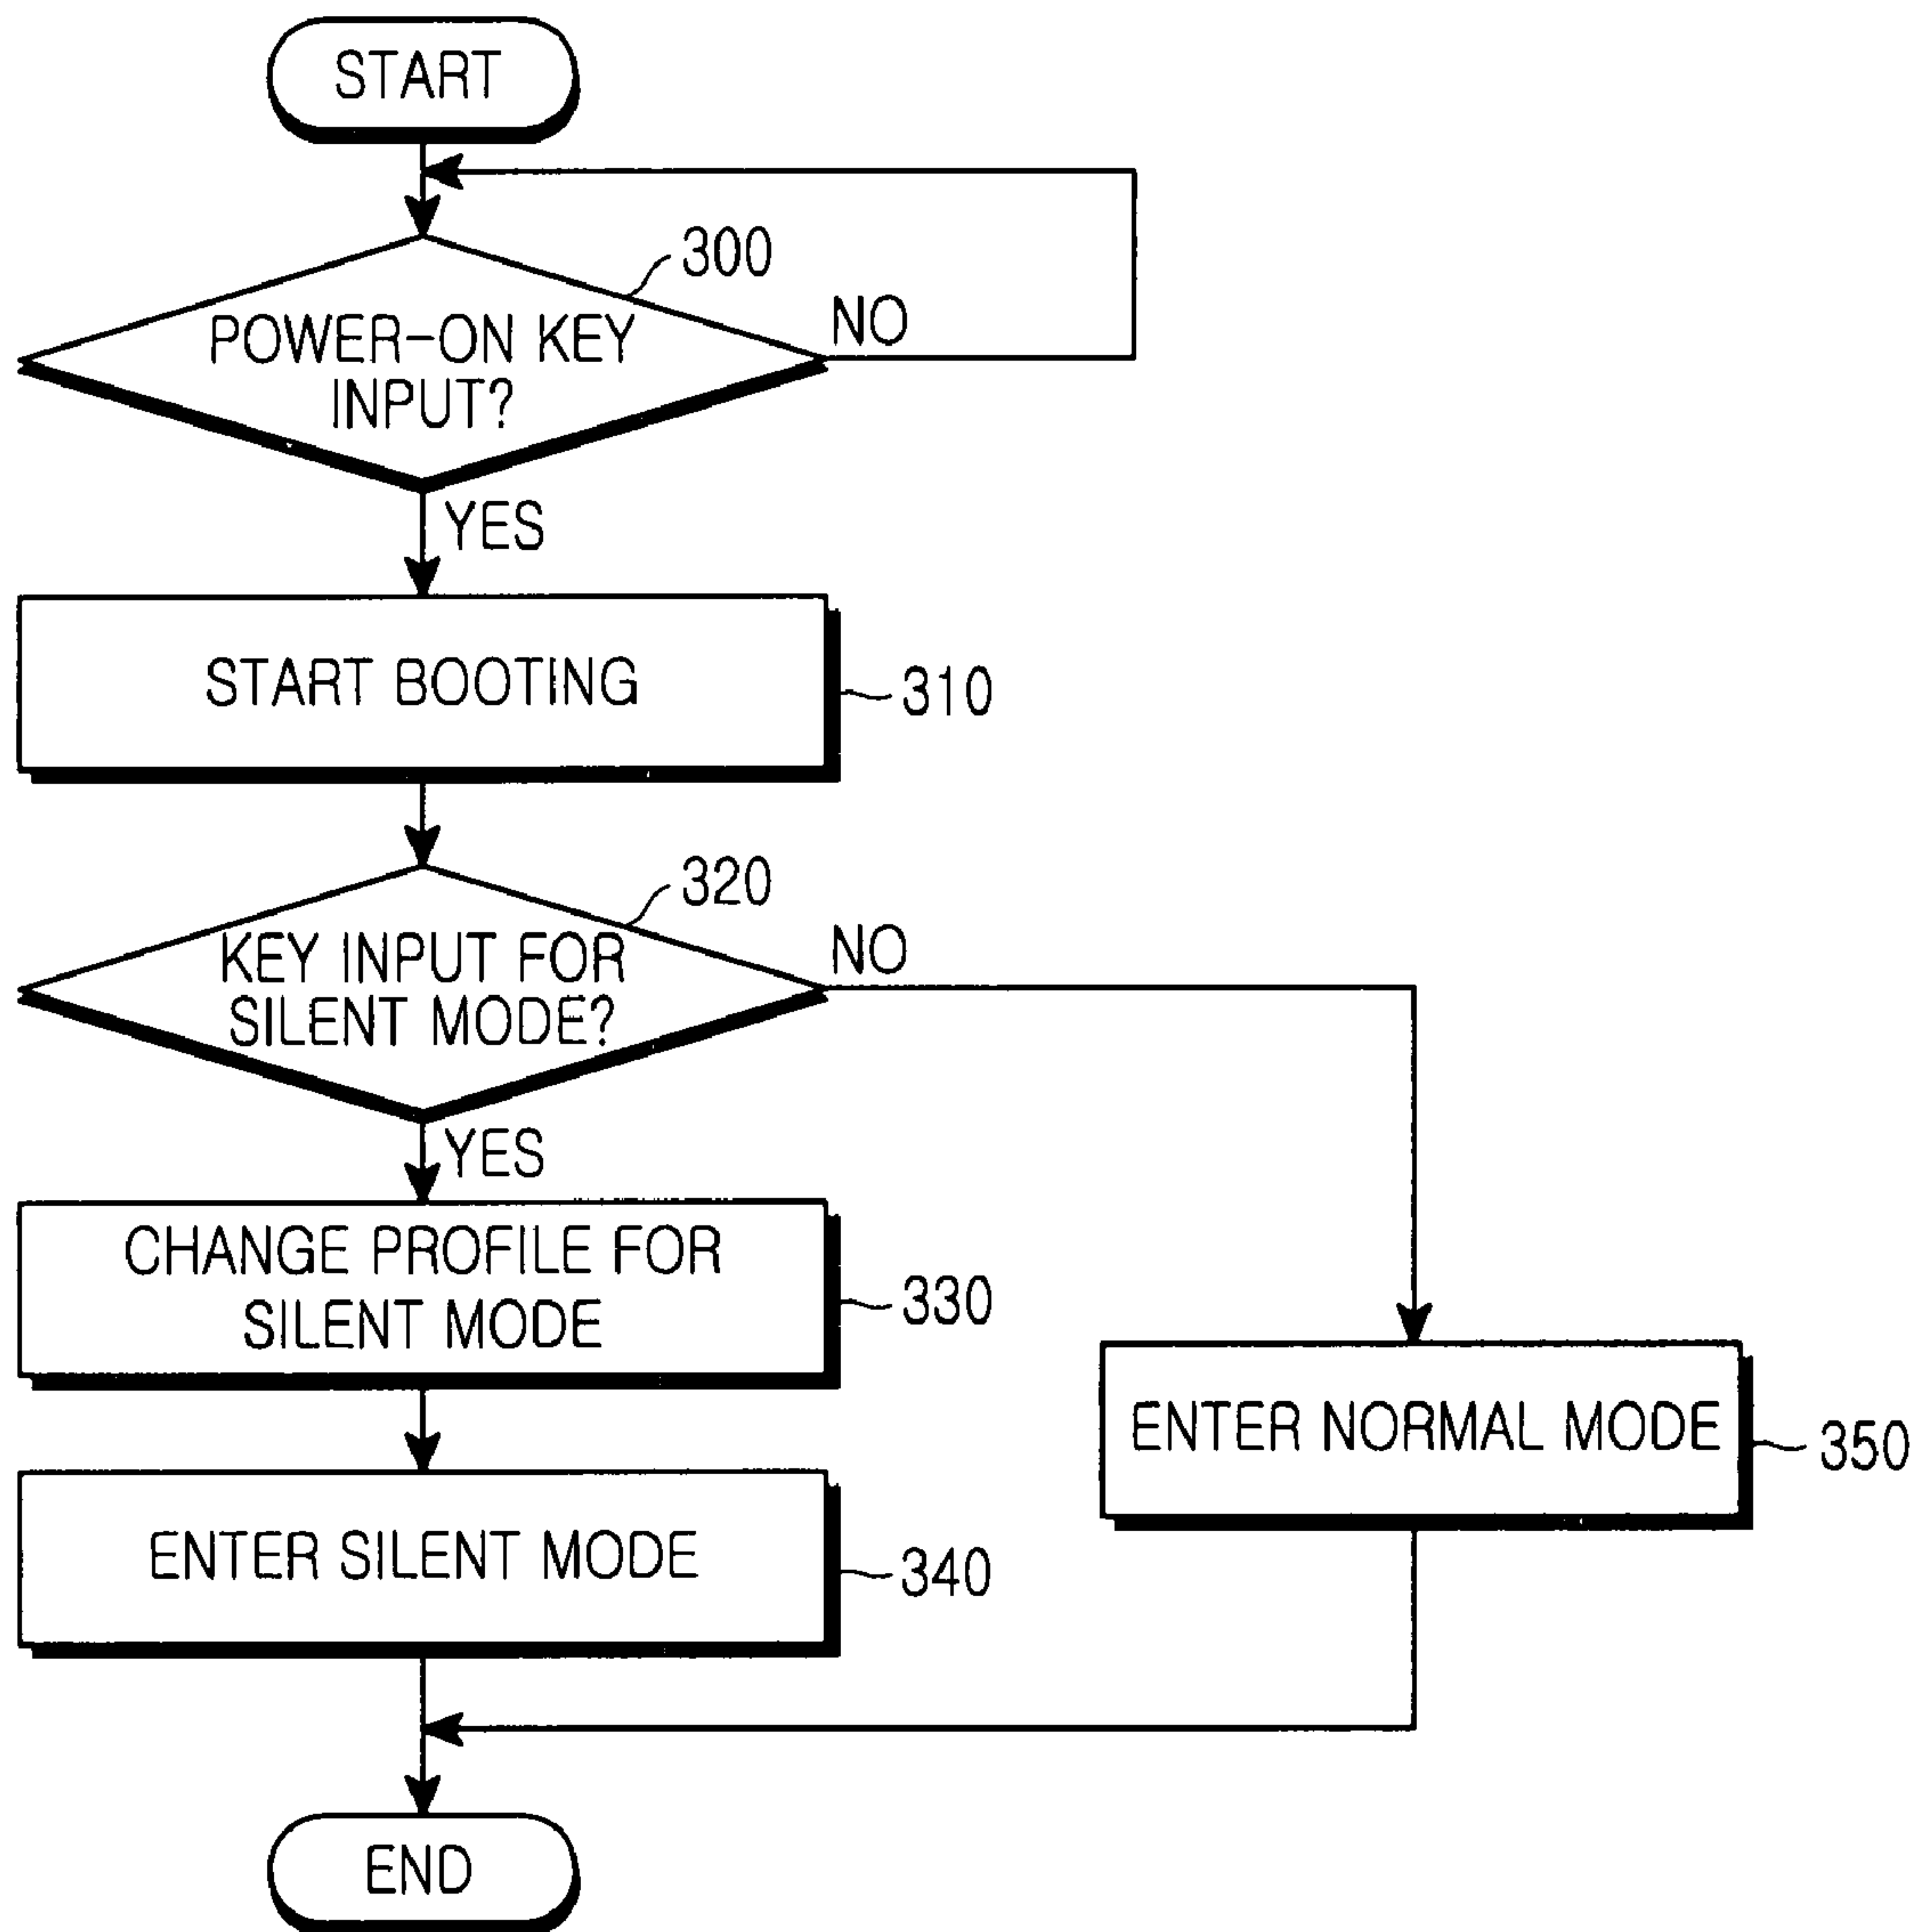 START
300
POWER-ON KEY
INPUT?
NO
YES
START BOOTING
310
320
KEY INPUT FOR
SILENT MODE?
NO
YES
CHANGE PROFILE FOR
SILENT MODE
330
ENTER NORMAL MODE
350
ENTER SILENT MODE
340
END